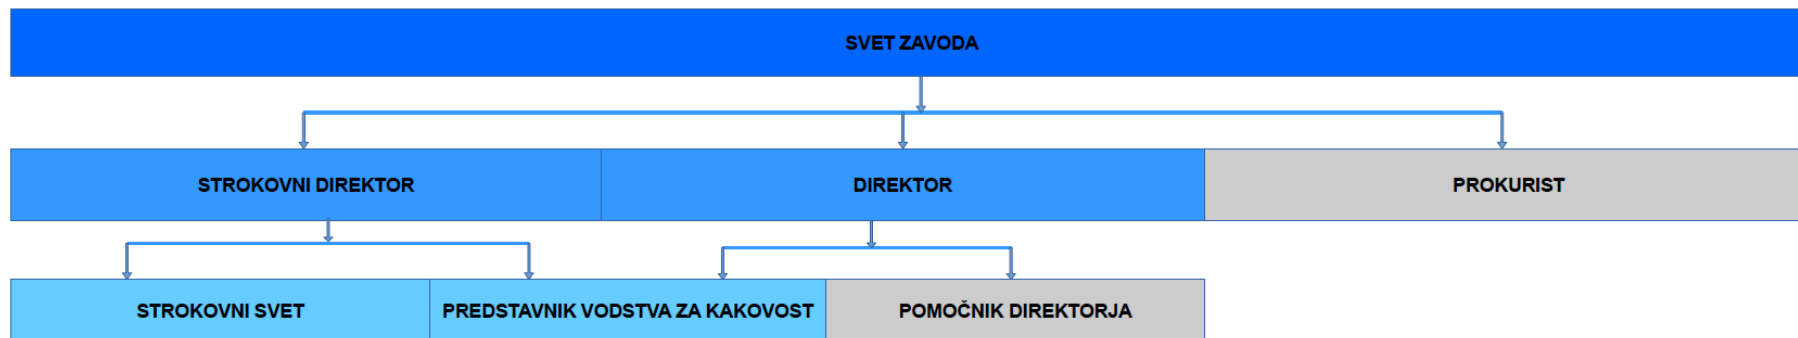 SVET ZAVODA
STROKOVNI DIREKTOR
DIREKTOR
PROKURIST
STROKOVNI SVET
PREDSTAVNIK VODSTVA ZA KAKOVOST
POMOČNIK DIREKTORJA